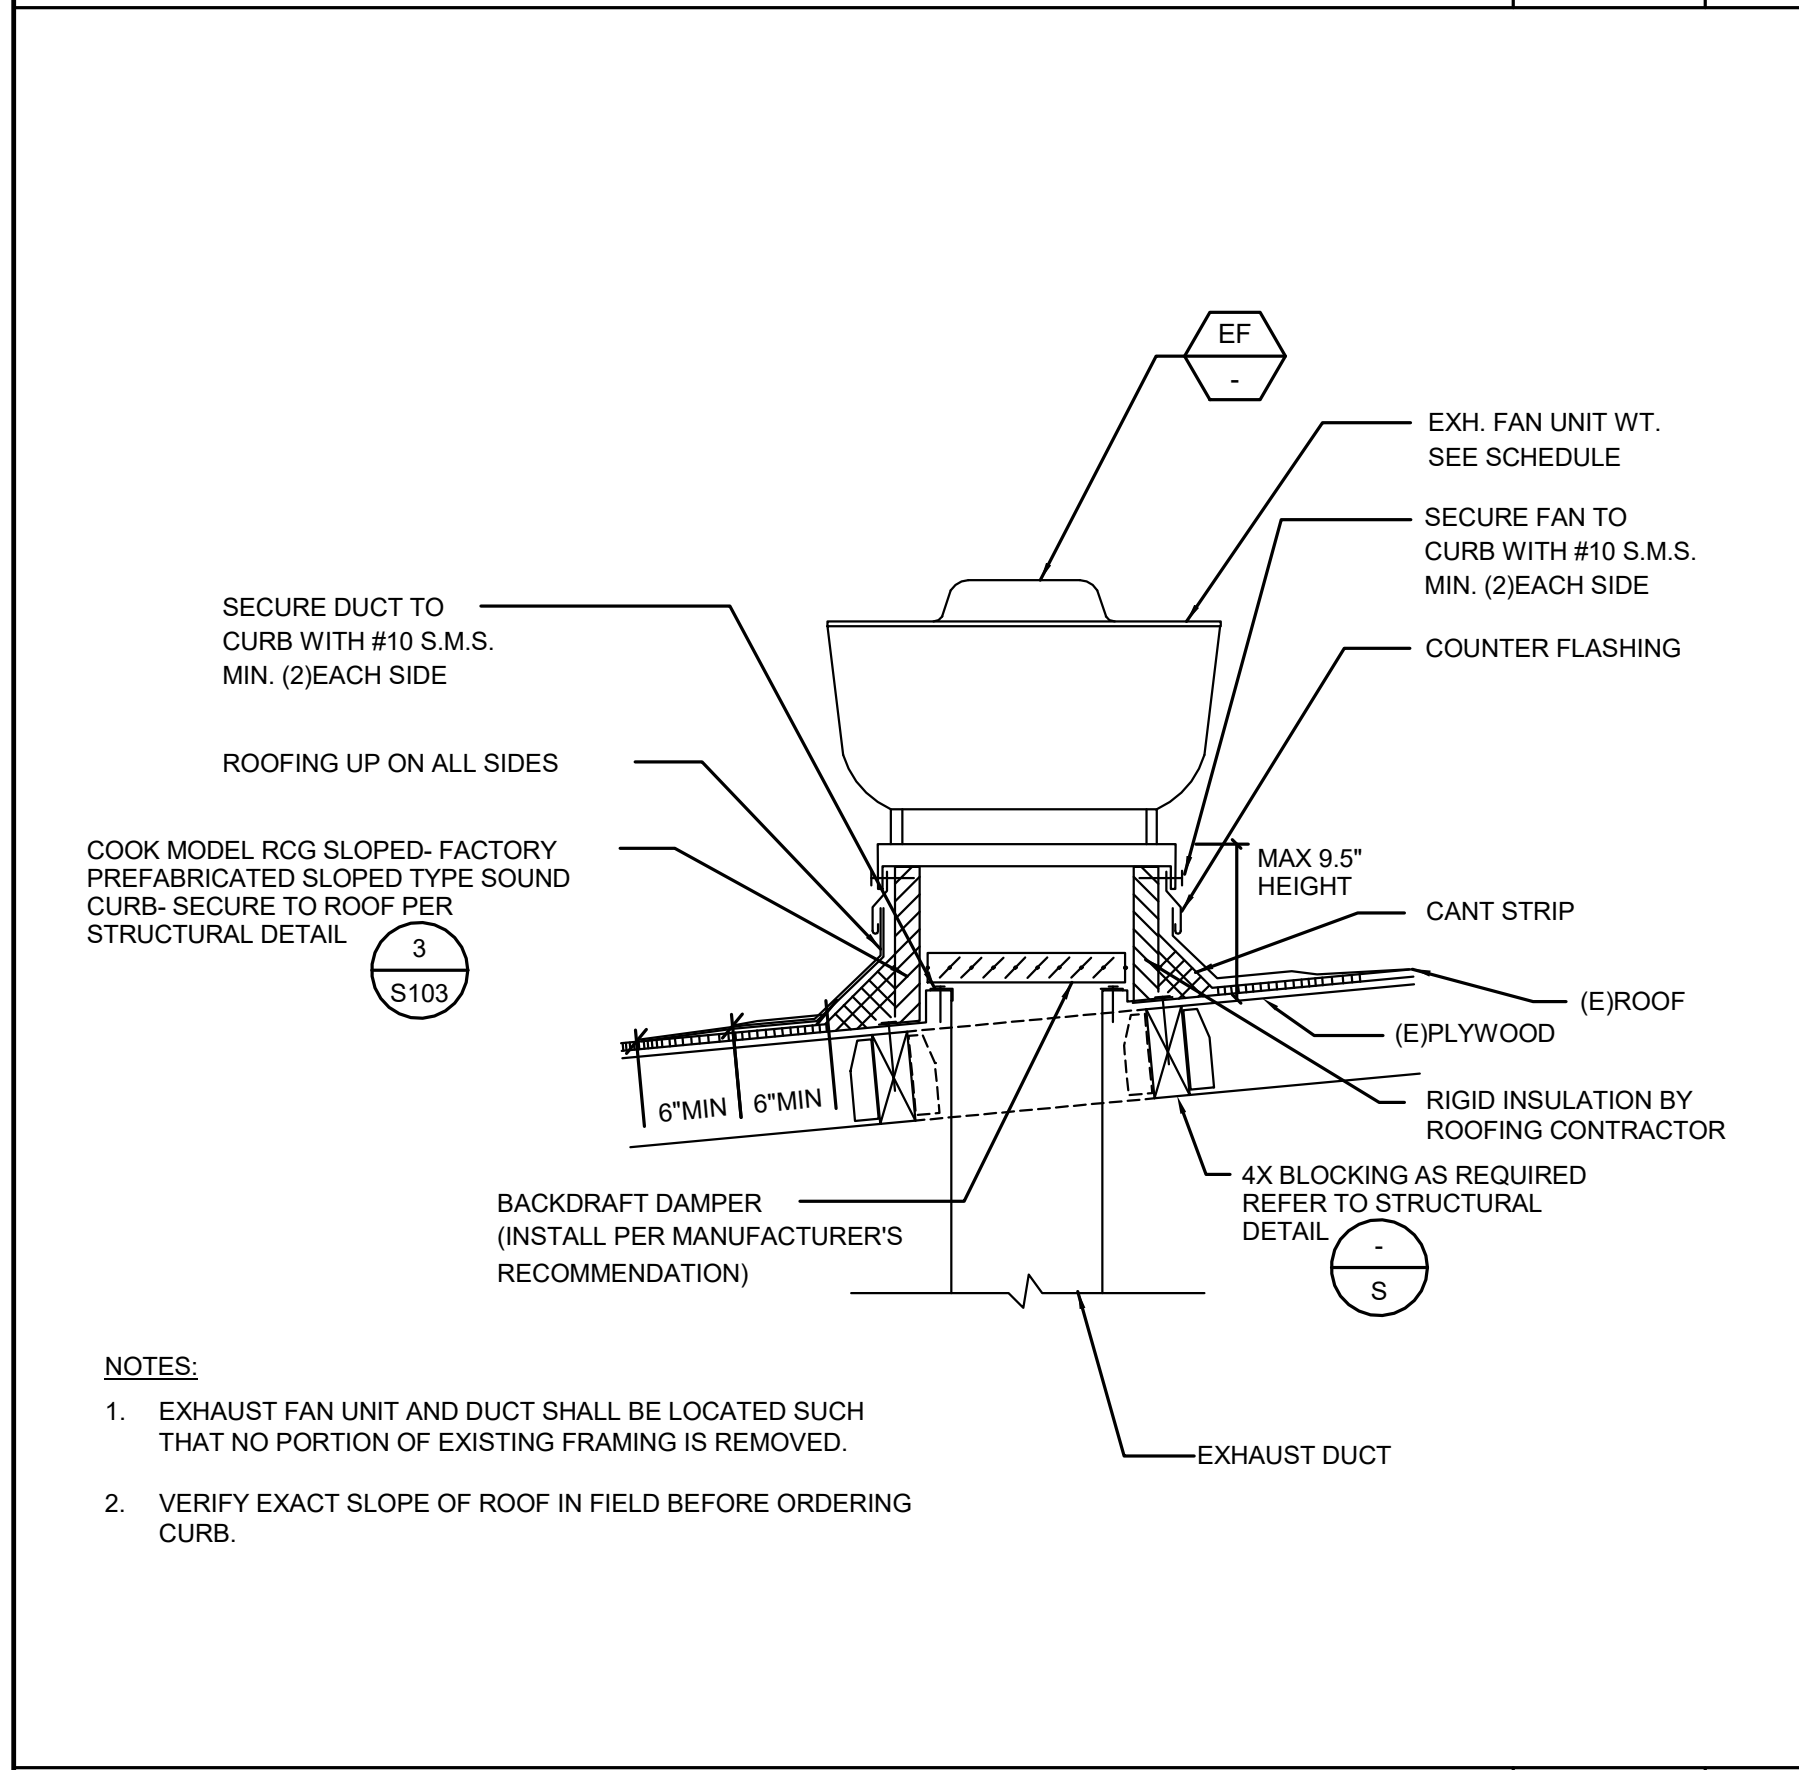 EF
-
EXH. FAN UNIT WT.
SEE SCHEDULE
SECURE FAN TO
CURB WITH #10 S.M.S.
MIN. (2)EACH SIDE
COUNTER FLASHING
SECURE DUCT TO
CURB WITH #10 S.M.S.
MIN. (2)EACH SIDE
ROOFING UP ON ALL SIDES
COOK MODEL RCG SLOPED- FACTORY
PREFABRICATED SLOPED TYPE SOUND
CURB- SECURE TO ROOF PER
STRUCTURAL DETAIL
3
S103
MAX 9.5"
HEIGHT
CANT STRIP
(E)ROOF
(E)PLYWOOD
6"MIN
6"MIN
RIGID INSULATION BY
ROOFING CONTRACTOR
4X BLOCKING AS REQUIRED
REFER TO STRUCTURAL
DETAIL
-
S
BACKDRAFT DAMPER
(INSTALL PER MANUFACTURER'S
RECOMMENDATION)
EXHAUST DUCT
NOTES:
1. EXHAUST FAN UNIT AND DUCT SHALL BE LOCATED SUCH
THAT NO PORTION OF EXISTING FRAMING IS REMOVED.
2. VERIFY EXACT SLOPE OF ROOF IN FIELD BEFORE ORDERING
CURB.